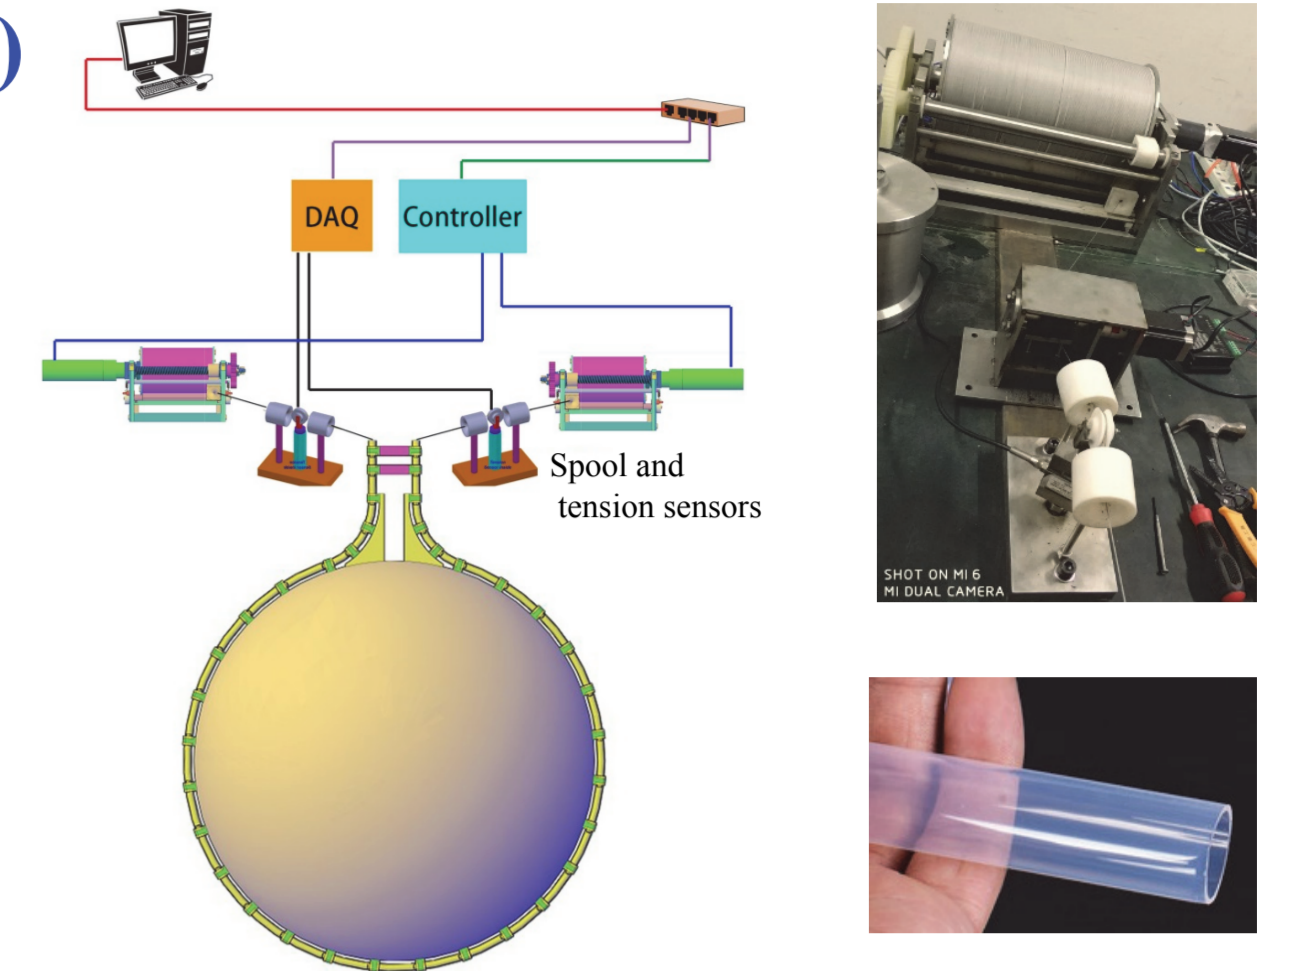 )
DAQ
Controller
Spool and
tension sensors
SHOT ON MI 6
MI DUAL CAMERA